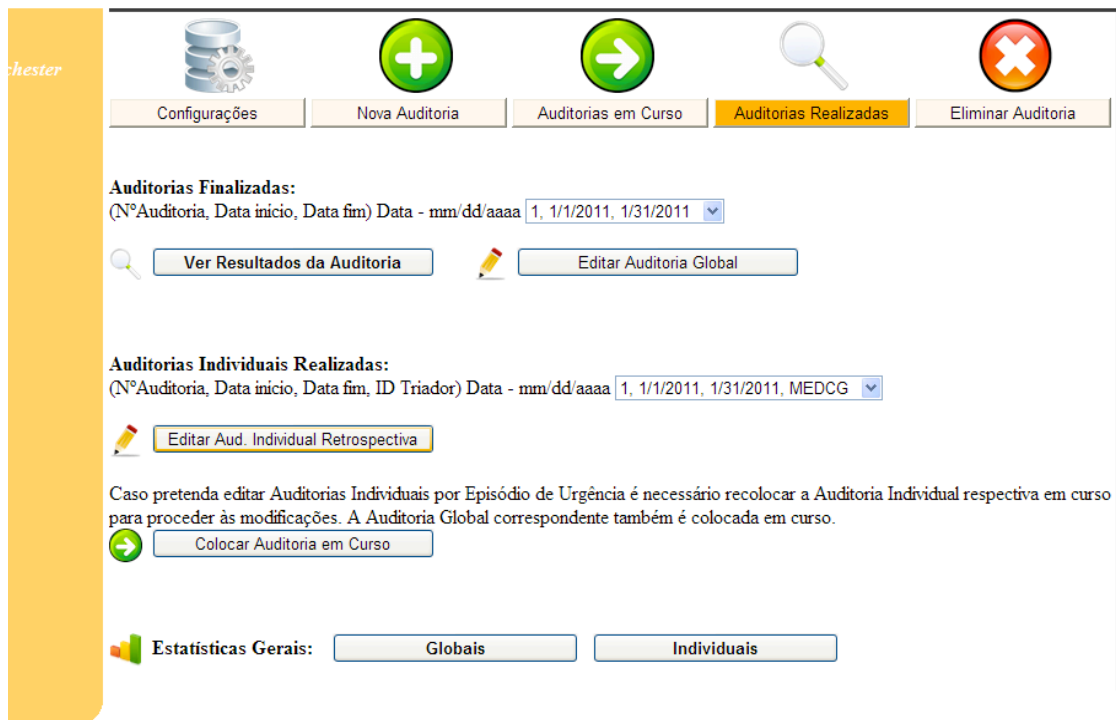 chester
Configurações
Nova Auditoria
Auditorias em Curso
Auditorias Realizadas
Eliminar Auditoria
Auditorias Finalizadas:
(NºAuditoria, Data inicio, Data fim) Data - mm/dd/aaaa 1, 1/1/2011, 1/31/2011
Ver Resultados da Auditoria
Editar Auditoria Global
Auditorias Individuais Realizadas:
(NºAuditoria, Data inicio, Data fim, ID Triador) Data - mm/dd/aaaa 1, 1/1/2011, 1/31/2011, MEDCG
Editar Aud. Individual Retrospectiva
Caso pretenda editar Auditorias Individuais por Episódio de Urgência é necessário recolocar a Auditoria Individual respectiva em curso
para proceder às modificações. A Auditoria Global correspondente também é colocada em curso.
Colocar Auditoria em Curso
Estatísticas Gerais: Globais Individuais